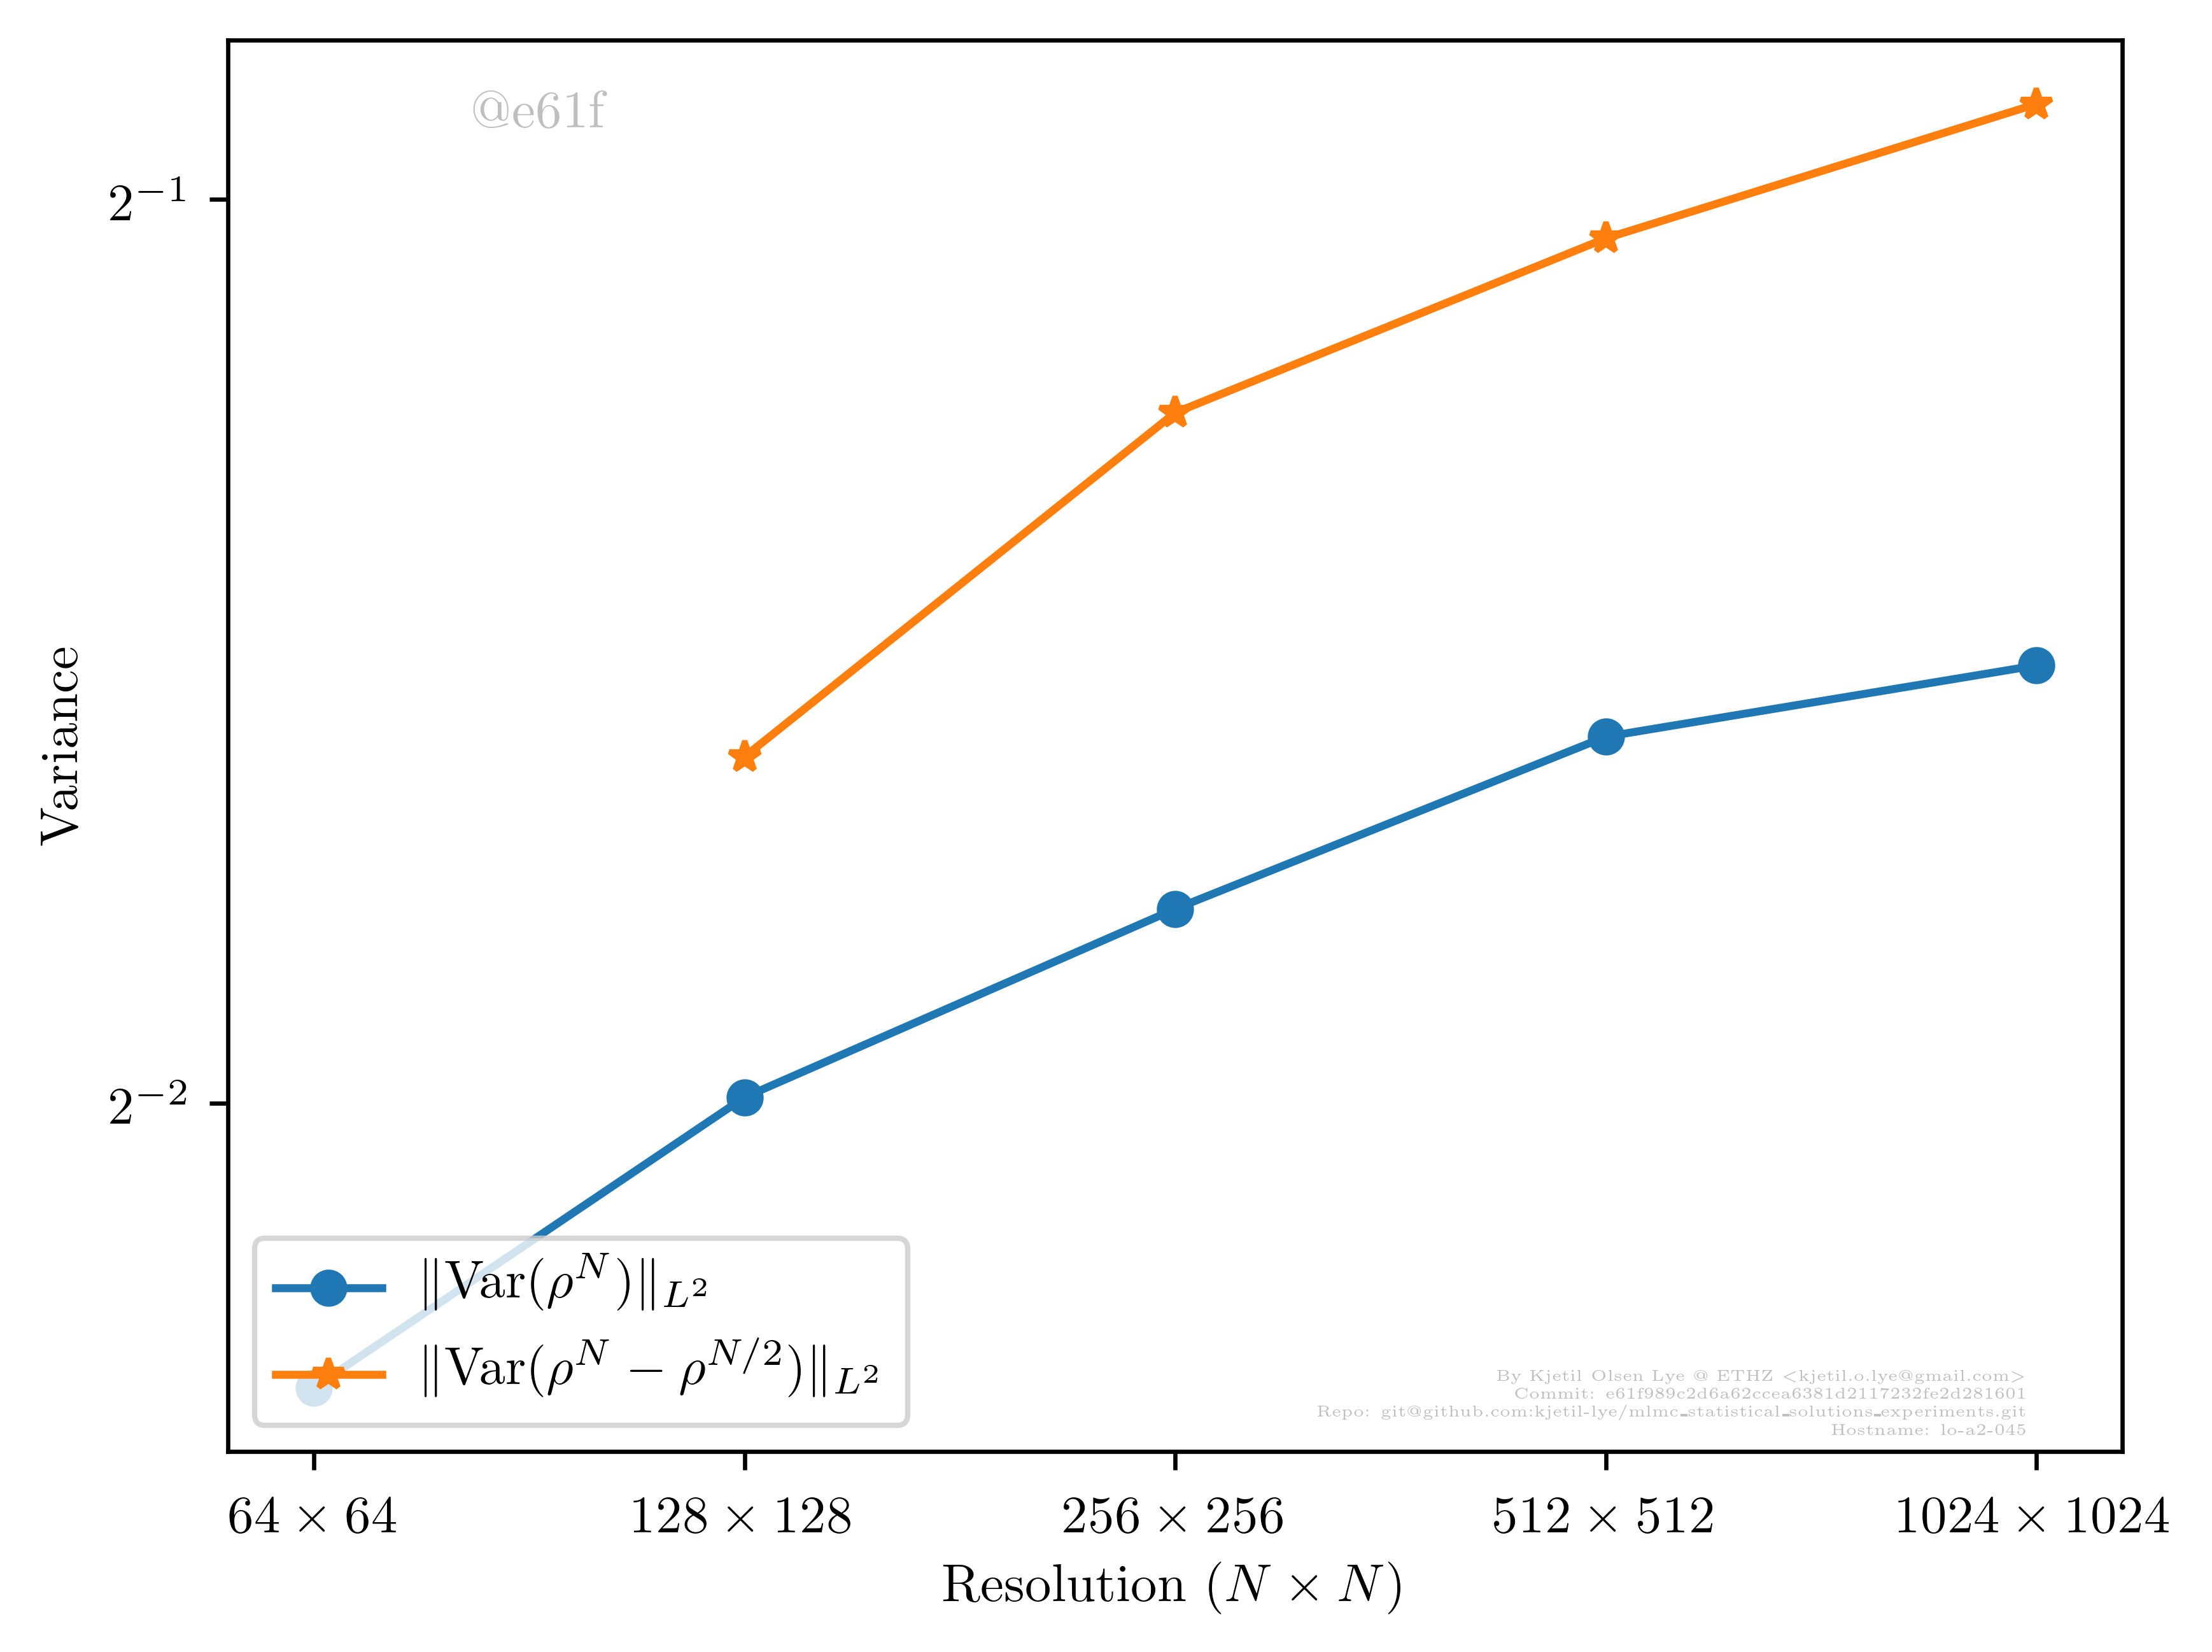 @e61f
2⁻¹
Variance
2⁻²
‖Var(ρ^N)‖_{L²}
‖Var(ρ^N − ρ^{N/2})‖_{L²}
By Kjetil Olsen Lye @ ETHZ <kjetil.o.lye@gmail.com>
Commit: e61f989c2d6a62ccea6381d2117232fe2d281601
Repo: git@github.com:kjetil-lye/mlmc_statistical_solutions_experiments.git
Hostname: lo-a2-045
64 × 64 128 × 128 256 × 256 512 × 512 1024 × 1024
Resolution (N × N)